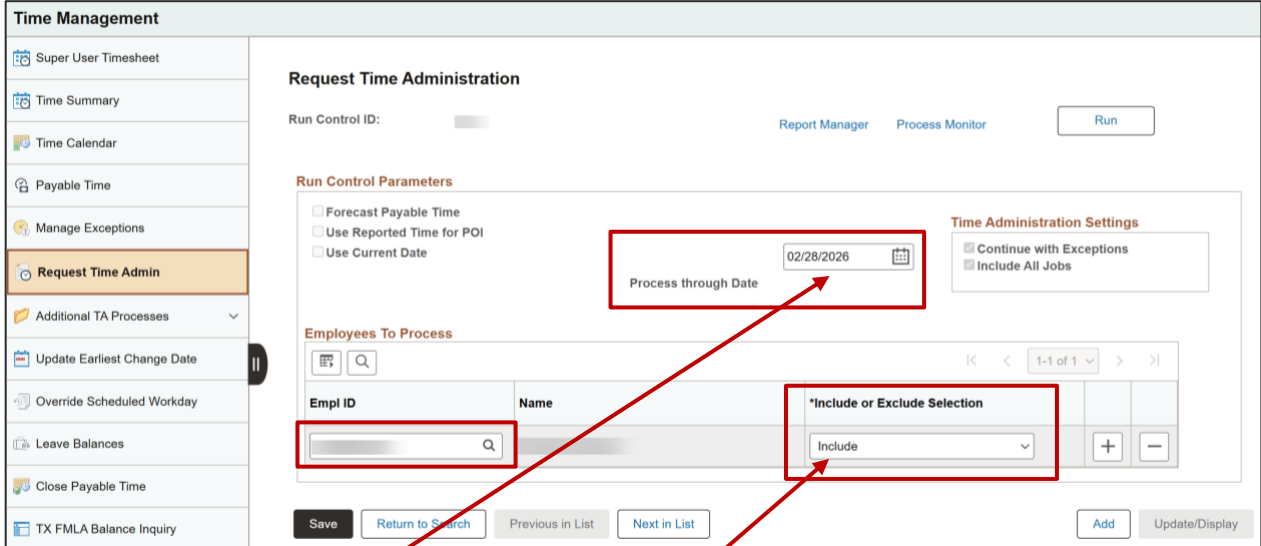 Time Management
Super User Timesheet
Time Summary
Time Calendar
Payable Time
Manage Exceptions
Request Time Admin
Additional TA Processes
Update Earliest Change Date
Override Scheduled Workday
Leave Balances
Close Payable Time
TX FMLA Balance Inquiry
Request Time Administration
Run Control ID:
Report Manager Process Monitor Run
Run Control Parameters
Forecast Payable Time
Use Reported Time for POI
Use Current Date
02/28/2026
Process through Date
Time Administration Settings
Continue with Exceptions
Include All Jobs
Employees To Process
1-1 of 1
Empl ID Name *Include or Exclude Selection
Include
Save Return to Search Previous in List Next in List Add Update/Display